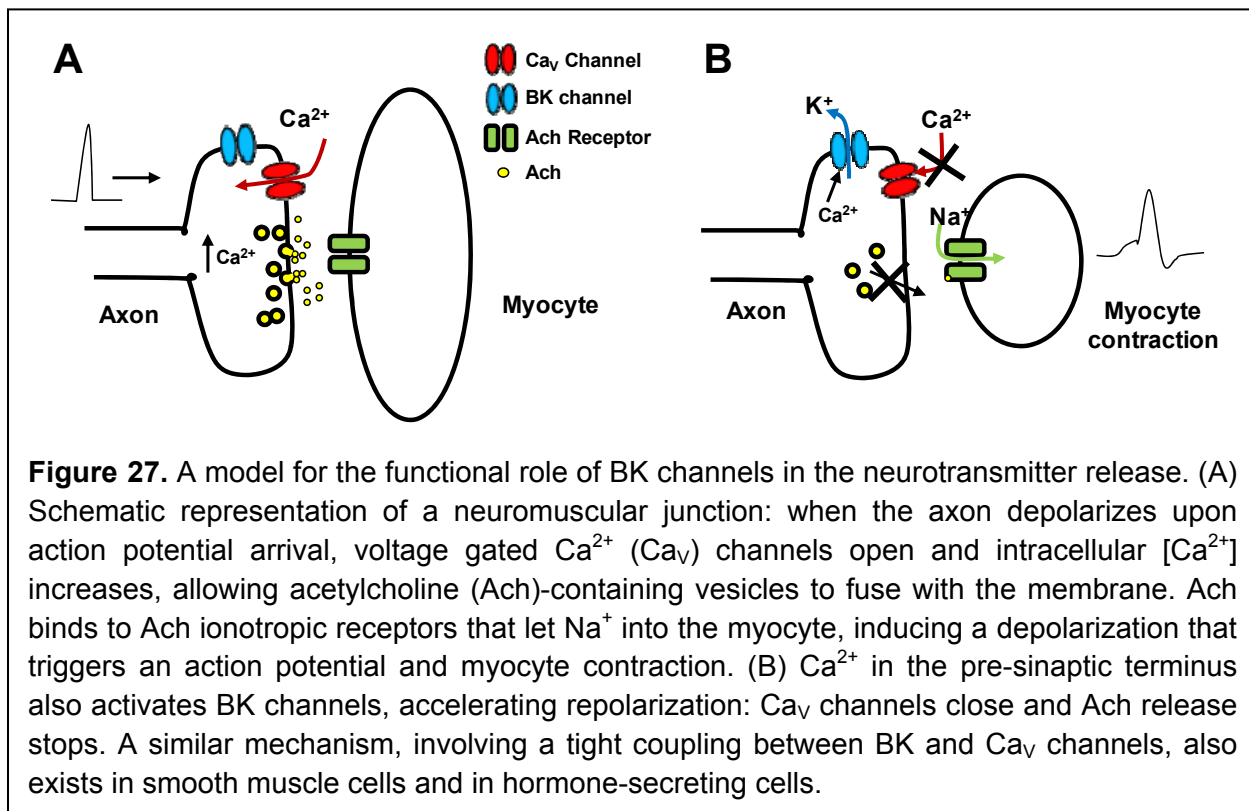 A
B
Ca_V Channel
BK channel
Ach Receptor
Ach
Ca²⁺
Ca²⁺
Axon
Myocyte
K⁺
Ca²⁺
Ca²⁺
Na⁺
Axon
Myocyte
contraction
Figure 27. A model for the functional role of BK channels in the neurotransmitter release. (A)
Schematic representation of a neuromuscular junction: when the axon depolarizes upon
action potential arrival, voltage gated Ca²⁺ (Ca_V) channels open and intracellular [Ca²⁺]
increases, allowing acetylcholine (Ach)-containing vesicles to fuse with the membrane. Ach
binds to Ach ionotropic receptors that let Na⁺ into the myocyte, inducing a depolarization that
triggers an action potential and myocyte contraction. (B) Ca²⁺ in the pre-sinaptic terminus
also activates BK channels, accelerating repolarization: Ca_V channels close and Ach release
stops. A similar mechanism, involving a tight coupling between BK and Ca_V channels, also
exists in smooth muscle cells and in hormone-secreting cells.